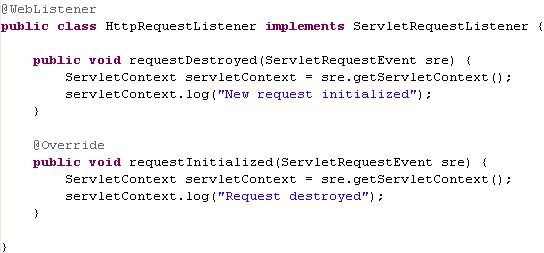 @WebListener
public class HttpRequestListener implements ServletRequestListener {
public void requestDestroyed(ServletRequestEvent sre) {
ServletContext servletContext = sre.getServletContext();
servletContext.log("New request initialized");
}
@Override
public void requestInitialized(ServletRequestEvent sre) {
ServletContext servletContext = sre.getServletContext();
servletContext.log("Request destroyed");
}
}